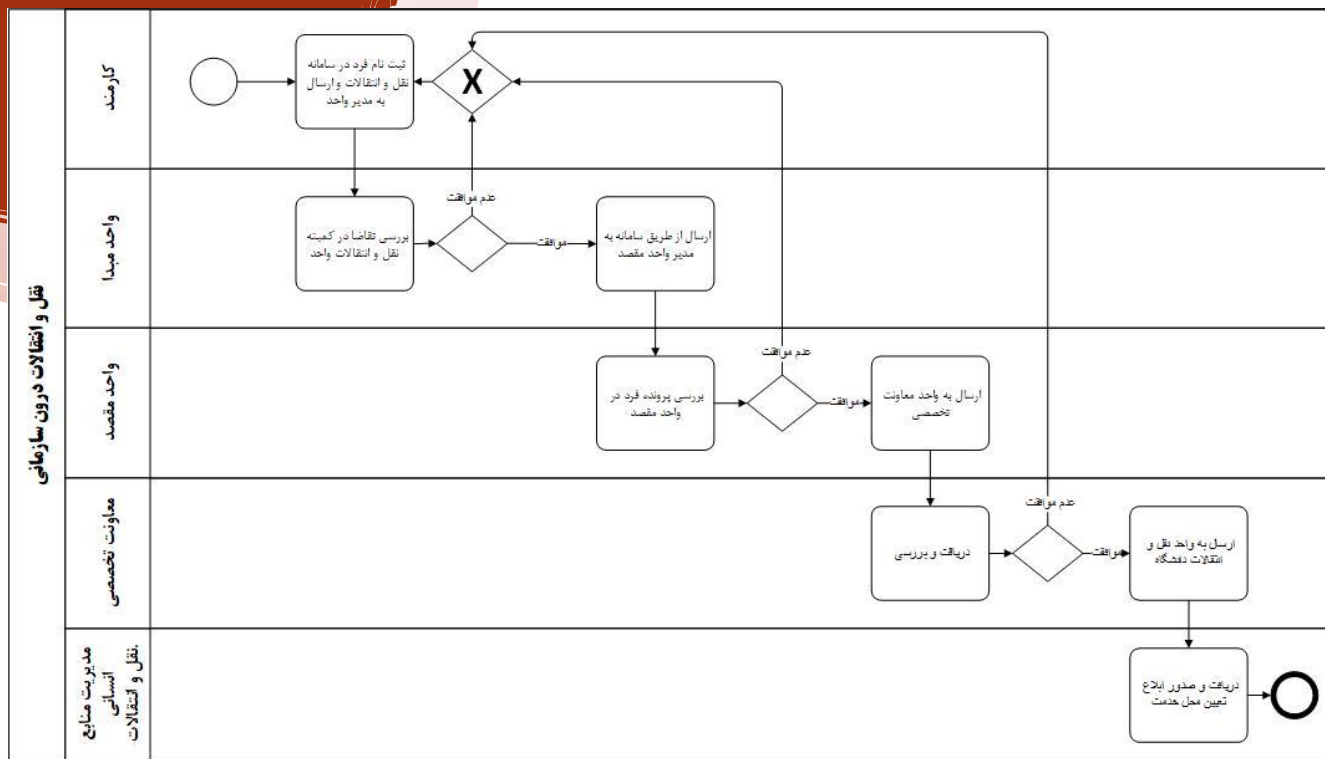 نقل و انتقالات درون سازمانی
کارمند
ثبت نام فرد در سامانه
نقل و انتقالات و ارسال
به مدیر واحد
X
واحد مبدا
بررسی تقاضا در کمیته
نقل و انتقالات واحد
عدم موافقت
موافقت
ارسال از طریق سامانه به
مدیر واحد مقصد
واحد مقصد
بررسی پرونده فرد در
واحد مقصد
عدم موافقت
موافقت
ارسال به واحد معاونت
تخصصی
معاونت تخصصی
دریافت و بررسی
عدم موافقت
موافقت
ارسال به واحد نقل و
انتقالات دانشگاه
مدیریت منابع
انسانی
.نقل و انتقالات
دریافت و صدور ابلاغ
تعیین محل خدمت